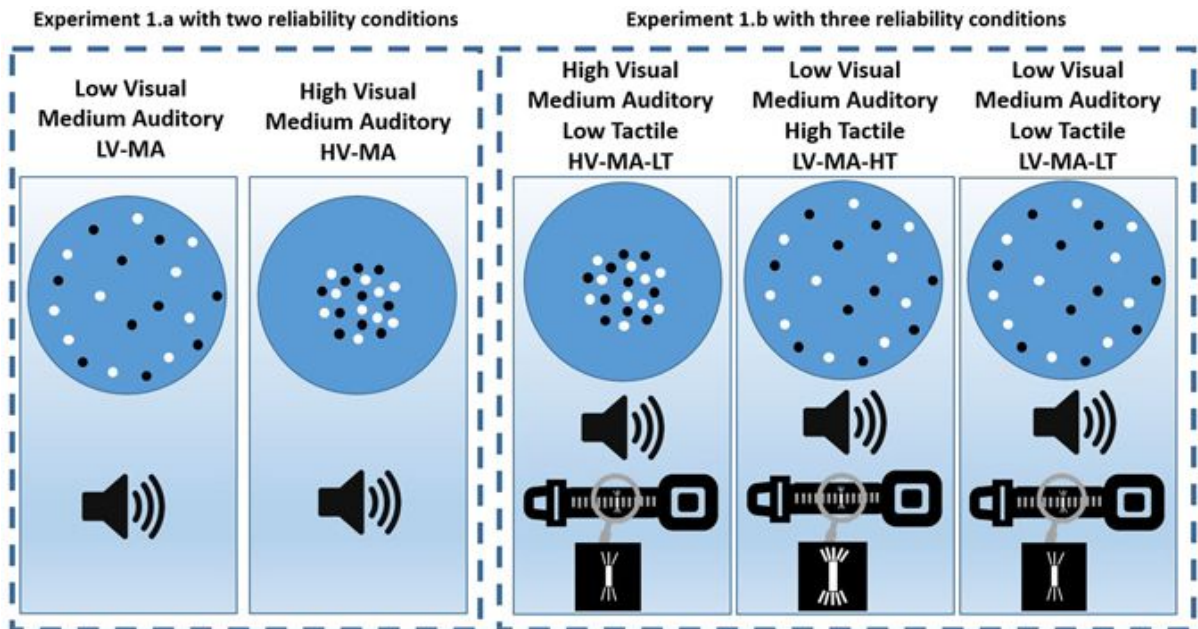 Experiment 1.a with two reliability conditions
Low Visual
Medium Auditory
LV-MA
High Visual
Medium Auditory
HV-MA
Experiment 1.b with three reliability conditions
High Visual
Medium Auditory
Low Tactile
HV-MA-LT
Low Visual
Medium Auditory
High Tactile
LV-MA-HT
Low Visual
Medium Auditory
Low Tactile
LV-MA-LT